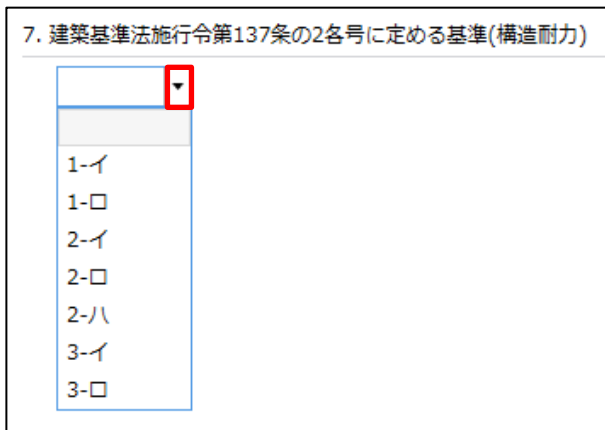 7. 建築基準法施行令第137条の2各号に定める基準(構造耐力)
1-イ
1-ロ
2-イ
2-ロ
2-ハ
3-イ
3-ロ